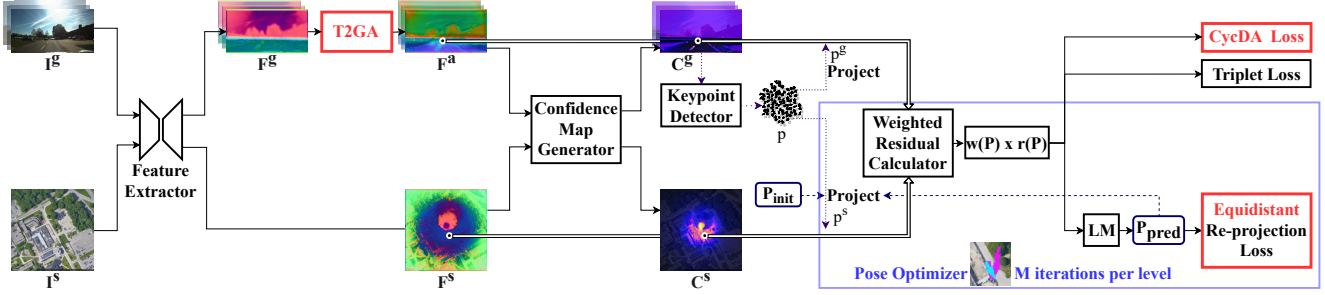 I^g
F^g
T2GA
F^a
C^g
p^g
Project
CycDA Loss
Triplet Loss
Feature
Extractor
Confidence
Map
Generator
Keypoint
Detector
p
Weighted
Residual
Calculator
w(P) x r(P)
I^s
F^s
C^s
P_init
Project
p^s
LM
P_pred
Equidistant
Re-projection
Loss
Pose Optimizer
M iterations per level